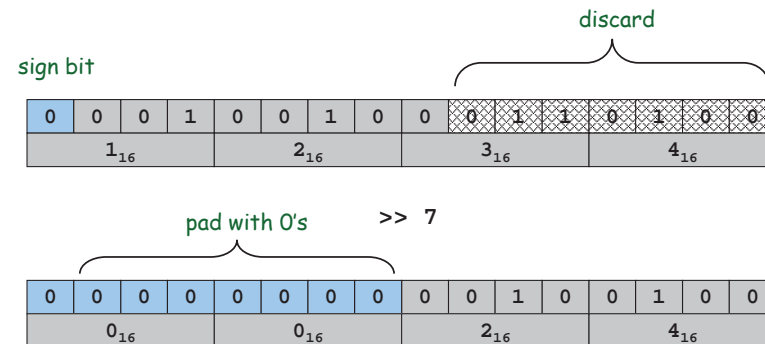 discard
sign bit
0 0 0 1 0 0 1 0 0 0 1 1 0 1 0 0
1₁₆ 2₁₆ 3₁₆ 4₁₆
pad with 0's >> 7
0 0 0 0 0 0 0 0 0 0 1 0 0 1 0 0
0₁₆ 0₁₆ 2₁₆ 4₁₆